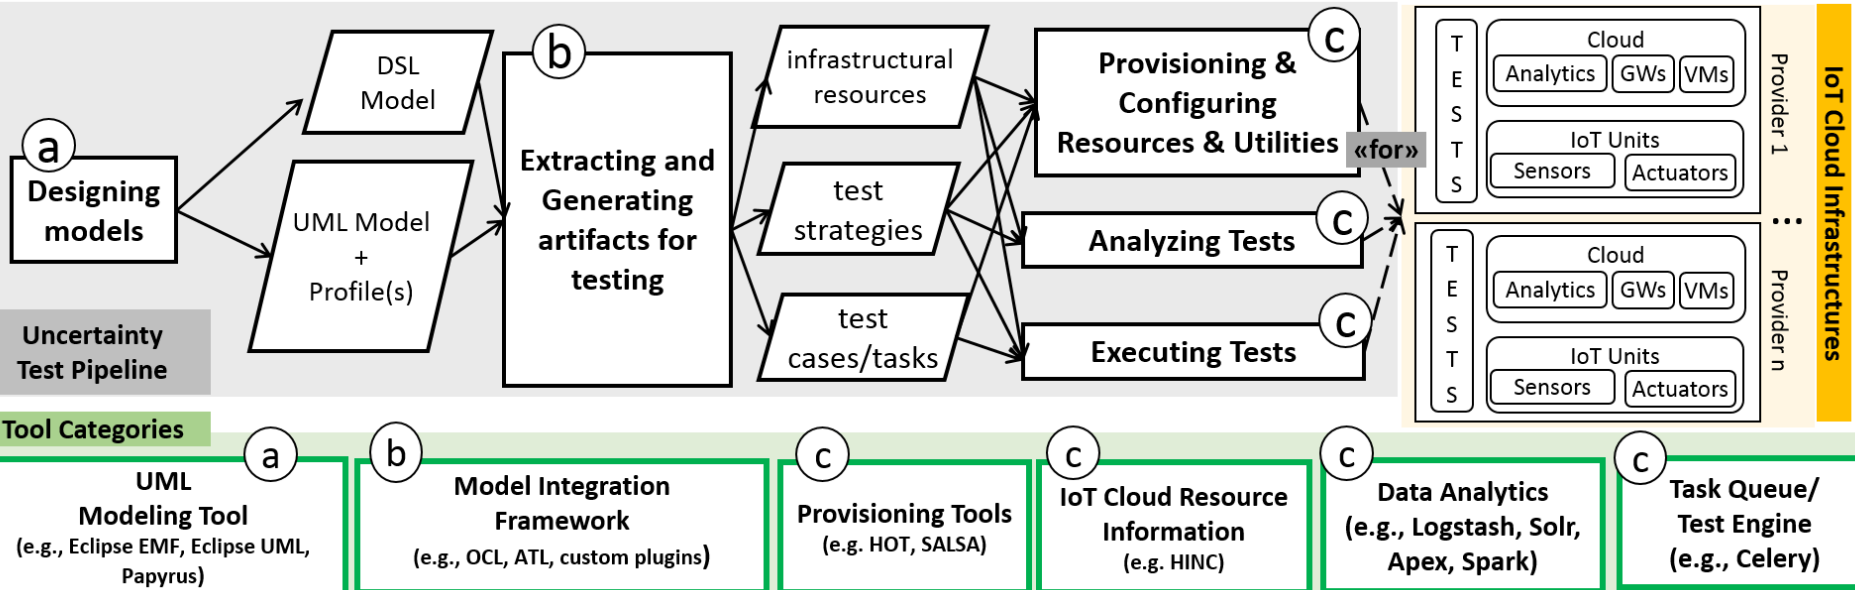 a
Designing
models
DSL
Model
UML Model
+
Profile(s)
b
Extracting and
Generating
artifacts for
testing
infrastructural
resources
test
strategies
test
cases/tasks
c
Provisioning &
Configuring
Resources & Utilities
c
Analyzing Tests
c
Executing Tests
«for»
TESTS
Cloud
Analytics GWs VMs
IoT Units
Sensors Actuators
Provider 1
...
TESTS
Cloud
Analytics GWs VMs
IoT Units
Sensors Actuators
Provider n
IoT Cloud Infrastructures
Uncertainty
Test Pipeline
Tool Categories
a
UML
Modeling Tool
(e.g., Eclipse EMF, Eclipse UML,
Papyrus)
b
Model Integration
Framework
(e.g., OCL, ATL, custom plugins)
c
Provisioning Tools
(e.g. HOT, SALSA)
c
IoT Cloud Resource
Information
(e.g. HINC)
c
Data Analytics
(e.g., Logstash, Solr,
Apex, Spark)
c
Task Queue/
Test Engine
(e.g., Celery)